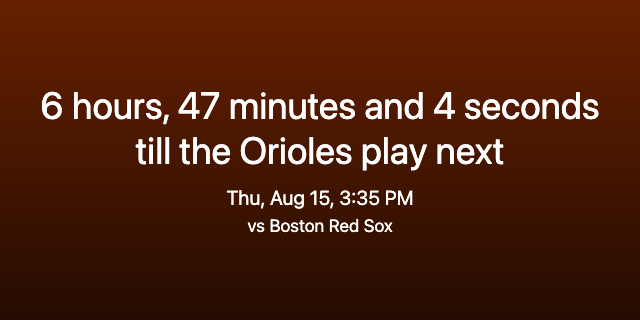 6 hours, 47 minutes and 4 seconds
till the Orioles play next
Thu, Aug 15, 3:35 PM
vs Boston Red Sox